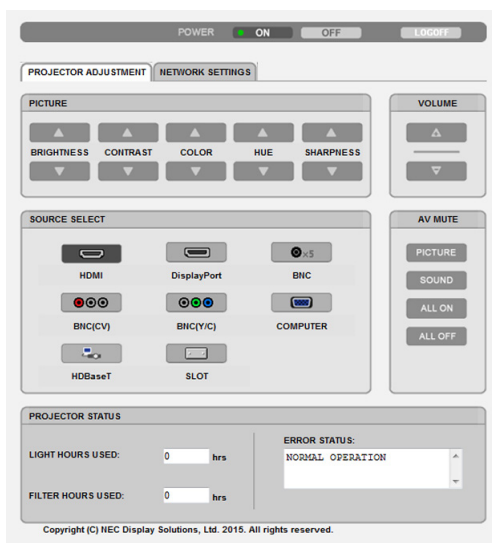 POWER ON OFF LOGOFF
PROJECTOR ADJUSTMENT NETWORK SETTINGS
PICTURE VOLUME
BRIGHTNESS CONTRAST COLOR HUE SHARPNESS
SOURCE SELECT AV MUTE
×5 PICTURE
HDMI DisplayPort BNC
SOUND
ALL ON
BNC(CV) BNC(Y/C) COMPUTER
ALL OFF
HDBaseT SLOT
PROJECTOR STATUS
ERROR STATUS:
LIGHT HOURS USED: 0 hrs NORMAL OPERATION
FILTER HOURS USED: 0 hrs
Copyright (C) NEC Display Solutions, Ltd. 2015. All rights reserved.